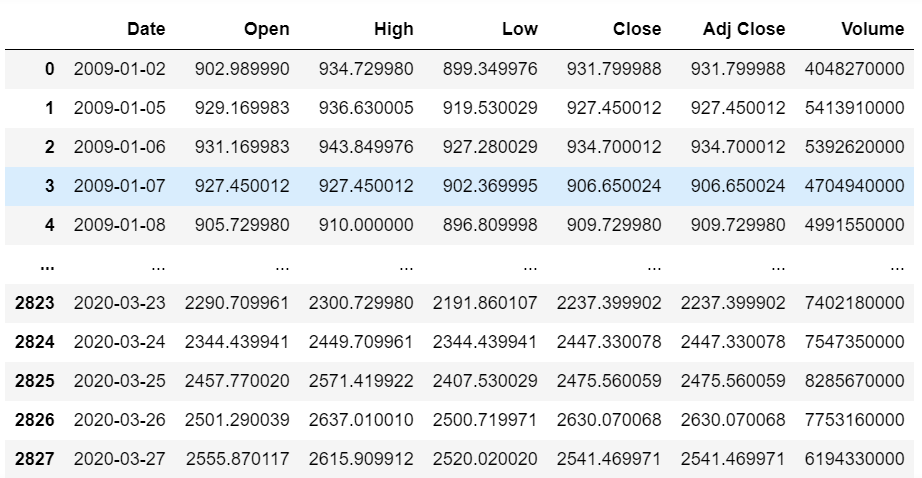 Date Open High Low Close Adj Close Volume
0 2009-01-02 902.989990 934.729980 899.349976 931.799988 931.799988 4048270000
1 2009-01-05 929.169983 936.630005 919.530029 927.450012 927.450012 5413910000
2 2009-01-06 931.169983 943.849976 927.280029 934.700012 934.700012 5392620000
3 2009-01-07 927.450012 927.450012 902.369995 906.650024 906.650024 4704940000
4 2009-01-08 905.729980 910.000000 896.809998 909.729980 909.729980 4991550000
... ... ... ... ... ... ... ...
2823 2020-03-23 2290.709961 2300.729980 2191.860107 2237.399902 2237.399902 7402180000
2824 2020-03-24 2344.439941 2449.709961 2344.439941 2447.330078 2447.330078 7547350000
2825 2020-03-25 2457.770020 2571.419922 2407.530029 2475.560059 2475.560059 8285670000
2826 2020-03-26 2501.290039 2637.010010 2500.719971 2630.070068 2630.070068 7753160000
2827 2020-03-27 2555.870117 2615.909912 2520.020020 2541.469971 2541.469971 6194330000